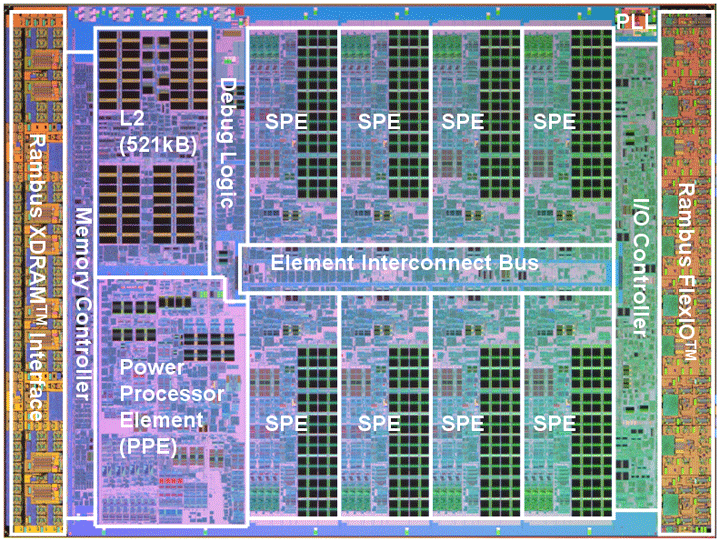 PLL
L2
(521kB)
Debug Logic
SPE
SPE
SPE
SPE
Rambus XDRAM™ Interface
Memory Controller
Element Interconnect Bus
I/O Controller
Rambus FlexIO™
Power
Processor
Element
(PPE)
SPE
SPE
SPE
SPE